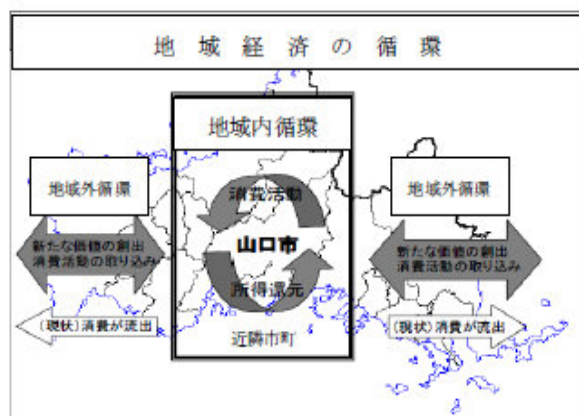 地域経済の循環
地域内循環
消費活動
山口市
所得還元
近隣市町
地域外循環
新たな価値の創出
消費活動の取り込み
(現状)消費が流出
地域外循環
新たな価値の創出
消費活動の取り込み
(現状)消費が流出